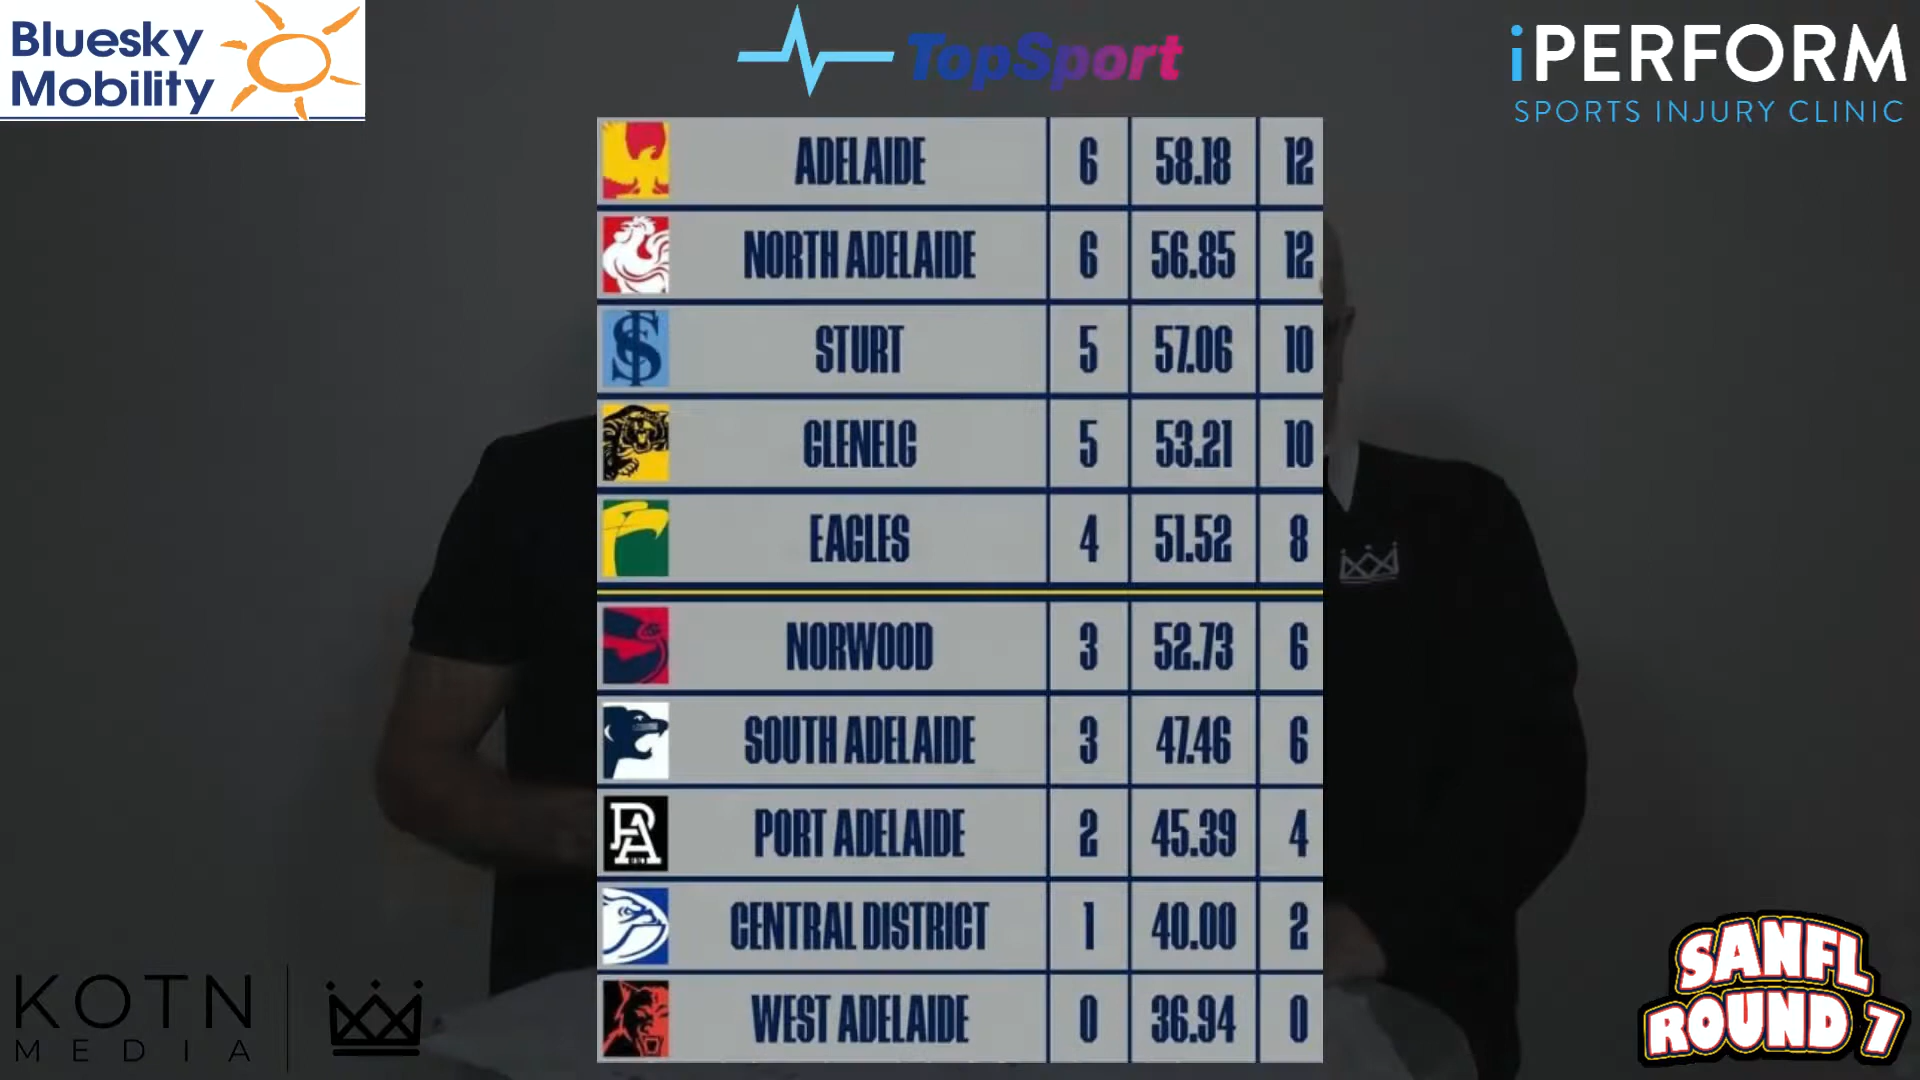 Bluesky
Mobility
TopSport
iPERFORM
SPORTS INJURY CLINIC
ADELAIDE 6 58.18 12
NORTH ADELAIDE 6 56.85 12
STURT 5 57.06 10
GLENELG 5 53.21 10
EAGLES 4 51.52 8
NORWOOD 3 52.73 6
SOUTH ADELAIDE 3 47.46 6
PA
PORT ADELAIDE 2 45.39 4
CENTRAL DISTRICT 1 40.00 2
WEST ADELAIDE 0 36.94 0
KOTN
MEDIA
SANFL
ROUND 7